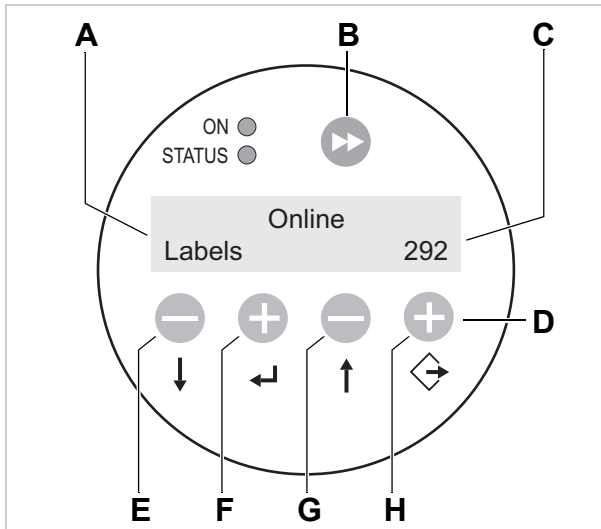 A B C
ON
STATUS
Online
Labels 292
D
E F G H